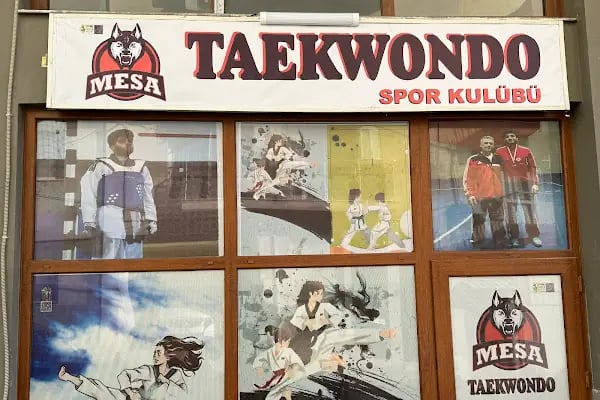 MESA
TAEKWONDO
SPOR KULÜBÜ
MESA
TAEKWONDO